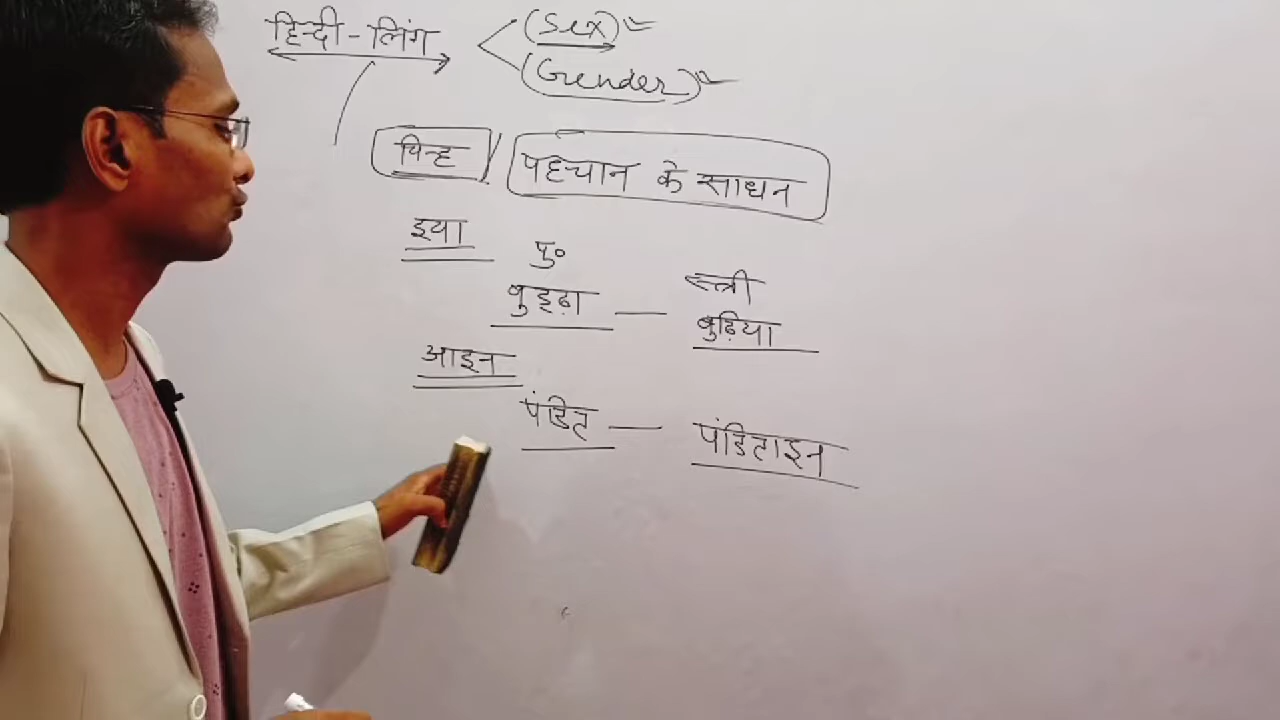 हिन्दी - लिंग (Sex)
(Gender)
चिन्ह / पहचान के साधन
इया
पु० स्त्री
बुड्ढ़ा — बुढ़िया
आइन
पंडित — पंडिताइन